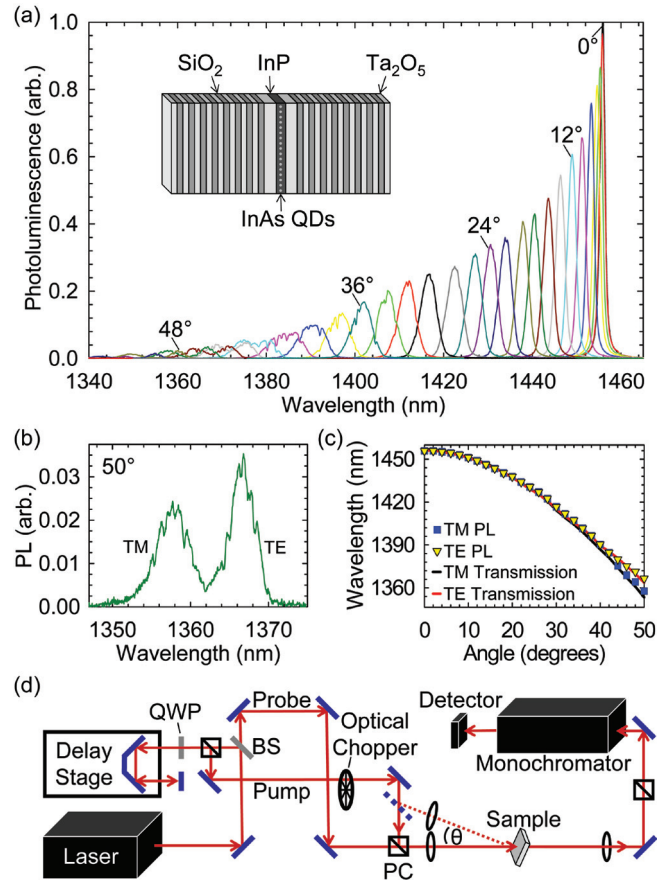 (a)
1.0
0.8
0.6
0.4
0.2
0.0
Photoluminescence (arb.)
SiO2
InP
Ta2O5
InAs QDs
0°
12°
24°
36°
48°
1340
1360
1380
1400
1420
1440
1460
Wavelength (nm)
(b)
50°
0.03
0.02
0.01
0.00
PL (arb.)
TM
TE
1350
1360
1370
Wavelength (nm)
(c)
1450
1420
1390
1360
Wavelength (nm)
TM PL
TE PL
TM Transmission
TE Transmission
0
10
20
30
40
50
Angle (degrees)
(d)
QWP
Delay
Stage
Laser
BS
Probe
Pump
Optical
Chopper
PC
(θ
Sample
Detector
Monochromator